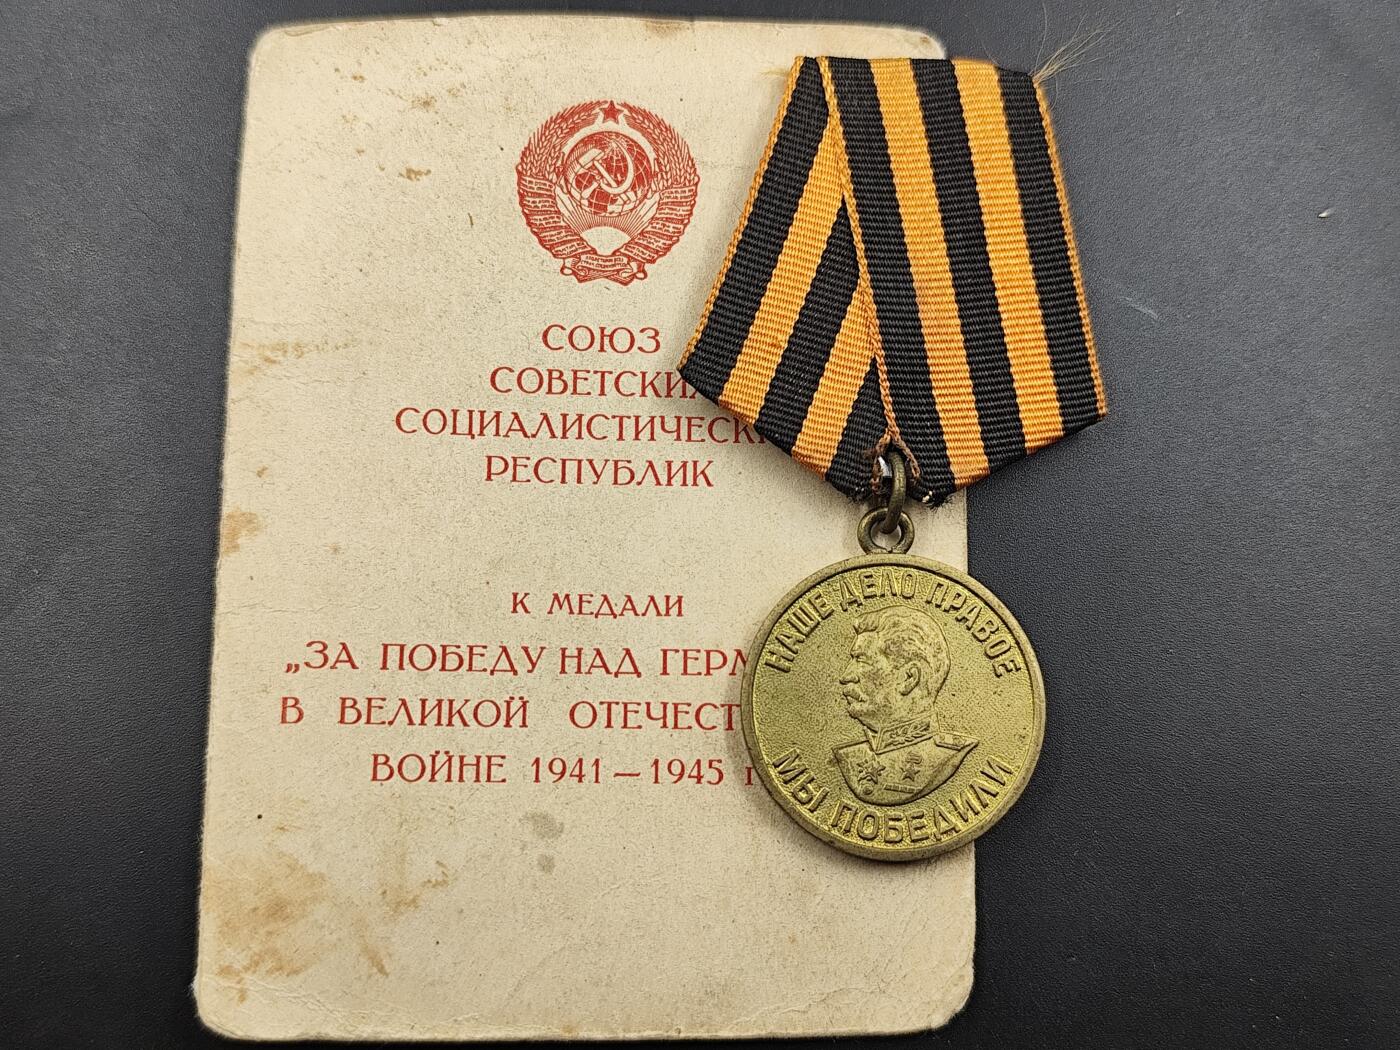 СОЮЗ
СОВЕТСКИ
СОЦИАЛИСТИЧЕСК
РЕСПУБЛИК
К МЕДАЛИ
„ЗА ПОБЕДУ НАД ГЕРМ
В ВЕЛИКОЙ ОТЕЧЕСТ
ВОЙНЕ 1941 — 1945 г
НАШЕ ДЕЛО ПРАВОЕ
МЫ ПОБЕДИЛИ